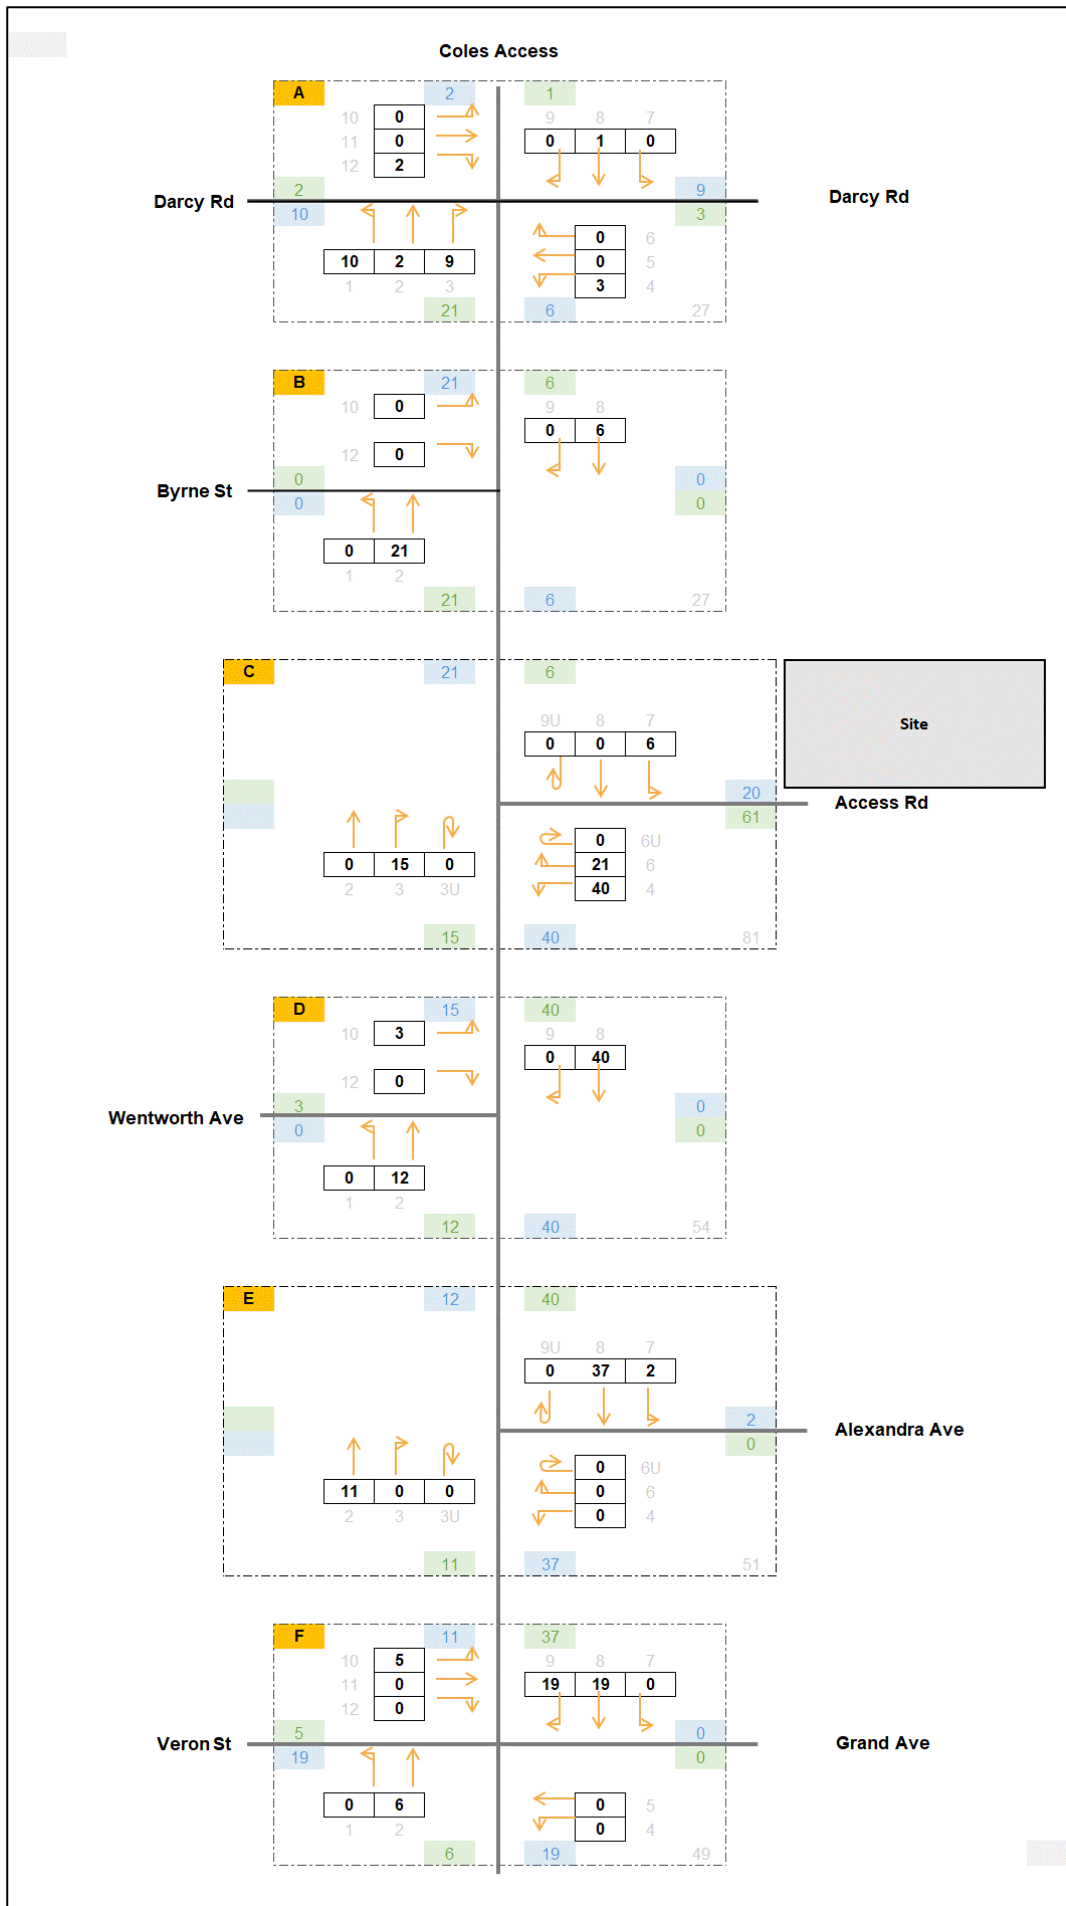 Coles Access
A 2 1
10 0 9 8 7
11 0 0 1 0
12 2
2 9
Darcy Rd Darcy Rd
10 3
0 6
10 2 9 0 5
1 2 3 3 4
21 6 27
B 21 6
10 0 9 8
0 6
12 0
0 0
Byrne St
0 0
0 21
1 2
21 6 27
C 21 6
9U 8 7 Site
0 0 6
20
Access Rd
61
0 6U
0 15 0 21 6
2 3 3U 40 4
15 40 81
D 15 40
10 3 9 8
0 40
12 0
3 0
Wentworth Ave
0 0
0 12
1 2
12 40 54
E 12 40
9U 8 7
0 37 2
2
Alexandra Ave
0
0 6U
11 0 0 0 6
2 3 3U 0 4
11 37 51
F 11 37
10 5 9 8 7
11 0 19 19 0
12 0
5 0
Veron St Grand Ave
19 0
0 6 0 5
1 2 0 4
6 19 49